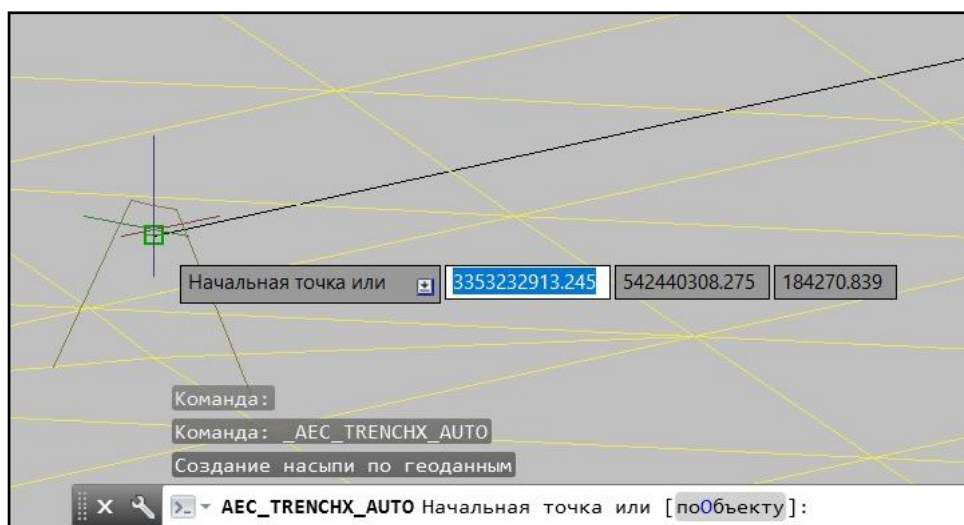 Начальная точка или 3353232913.245 542440308.275 184270.839
Команда:
Команда: _AEC_TRENCHX_AUTO
Создание насыпи по геоданным
AEC_TRENCHX_AUTO Начальная точка или [поОбъекту]: